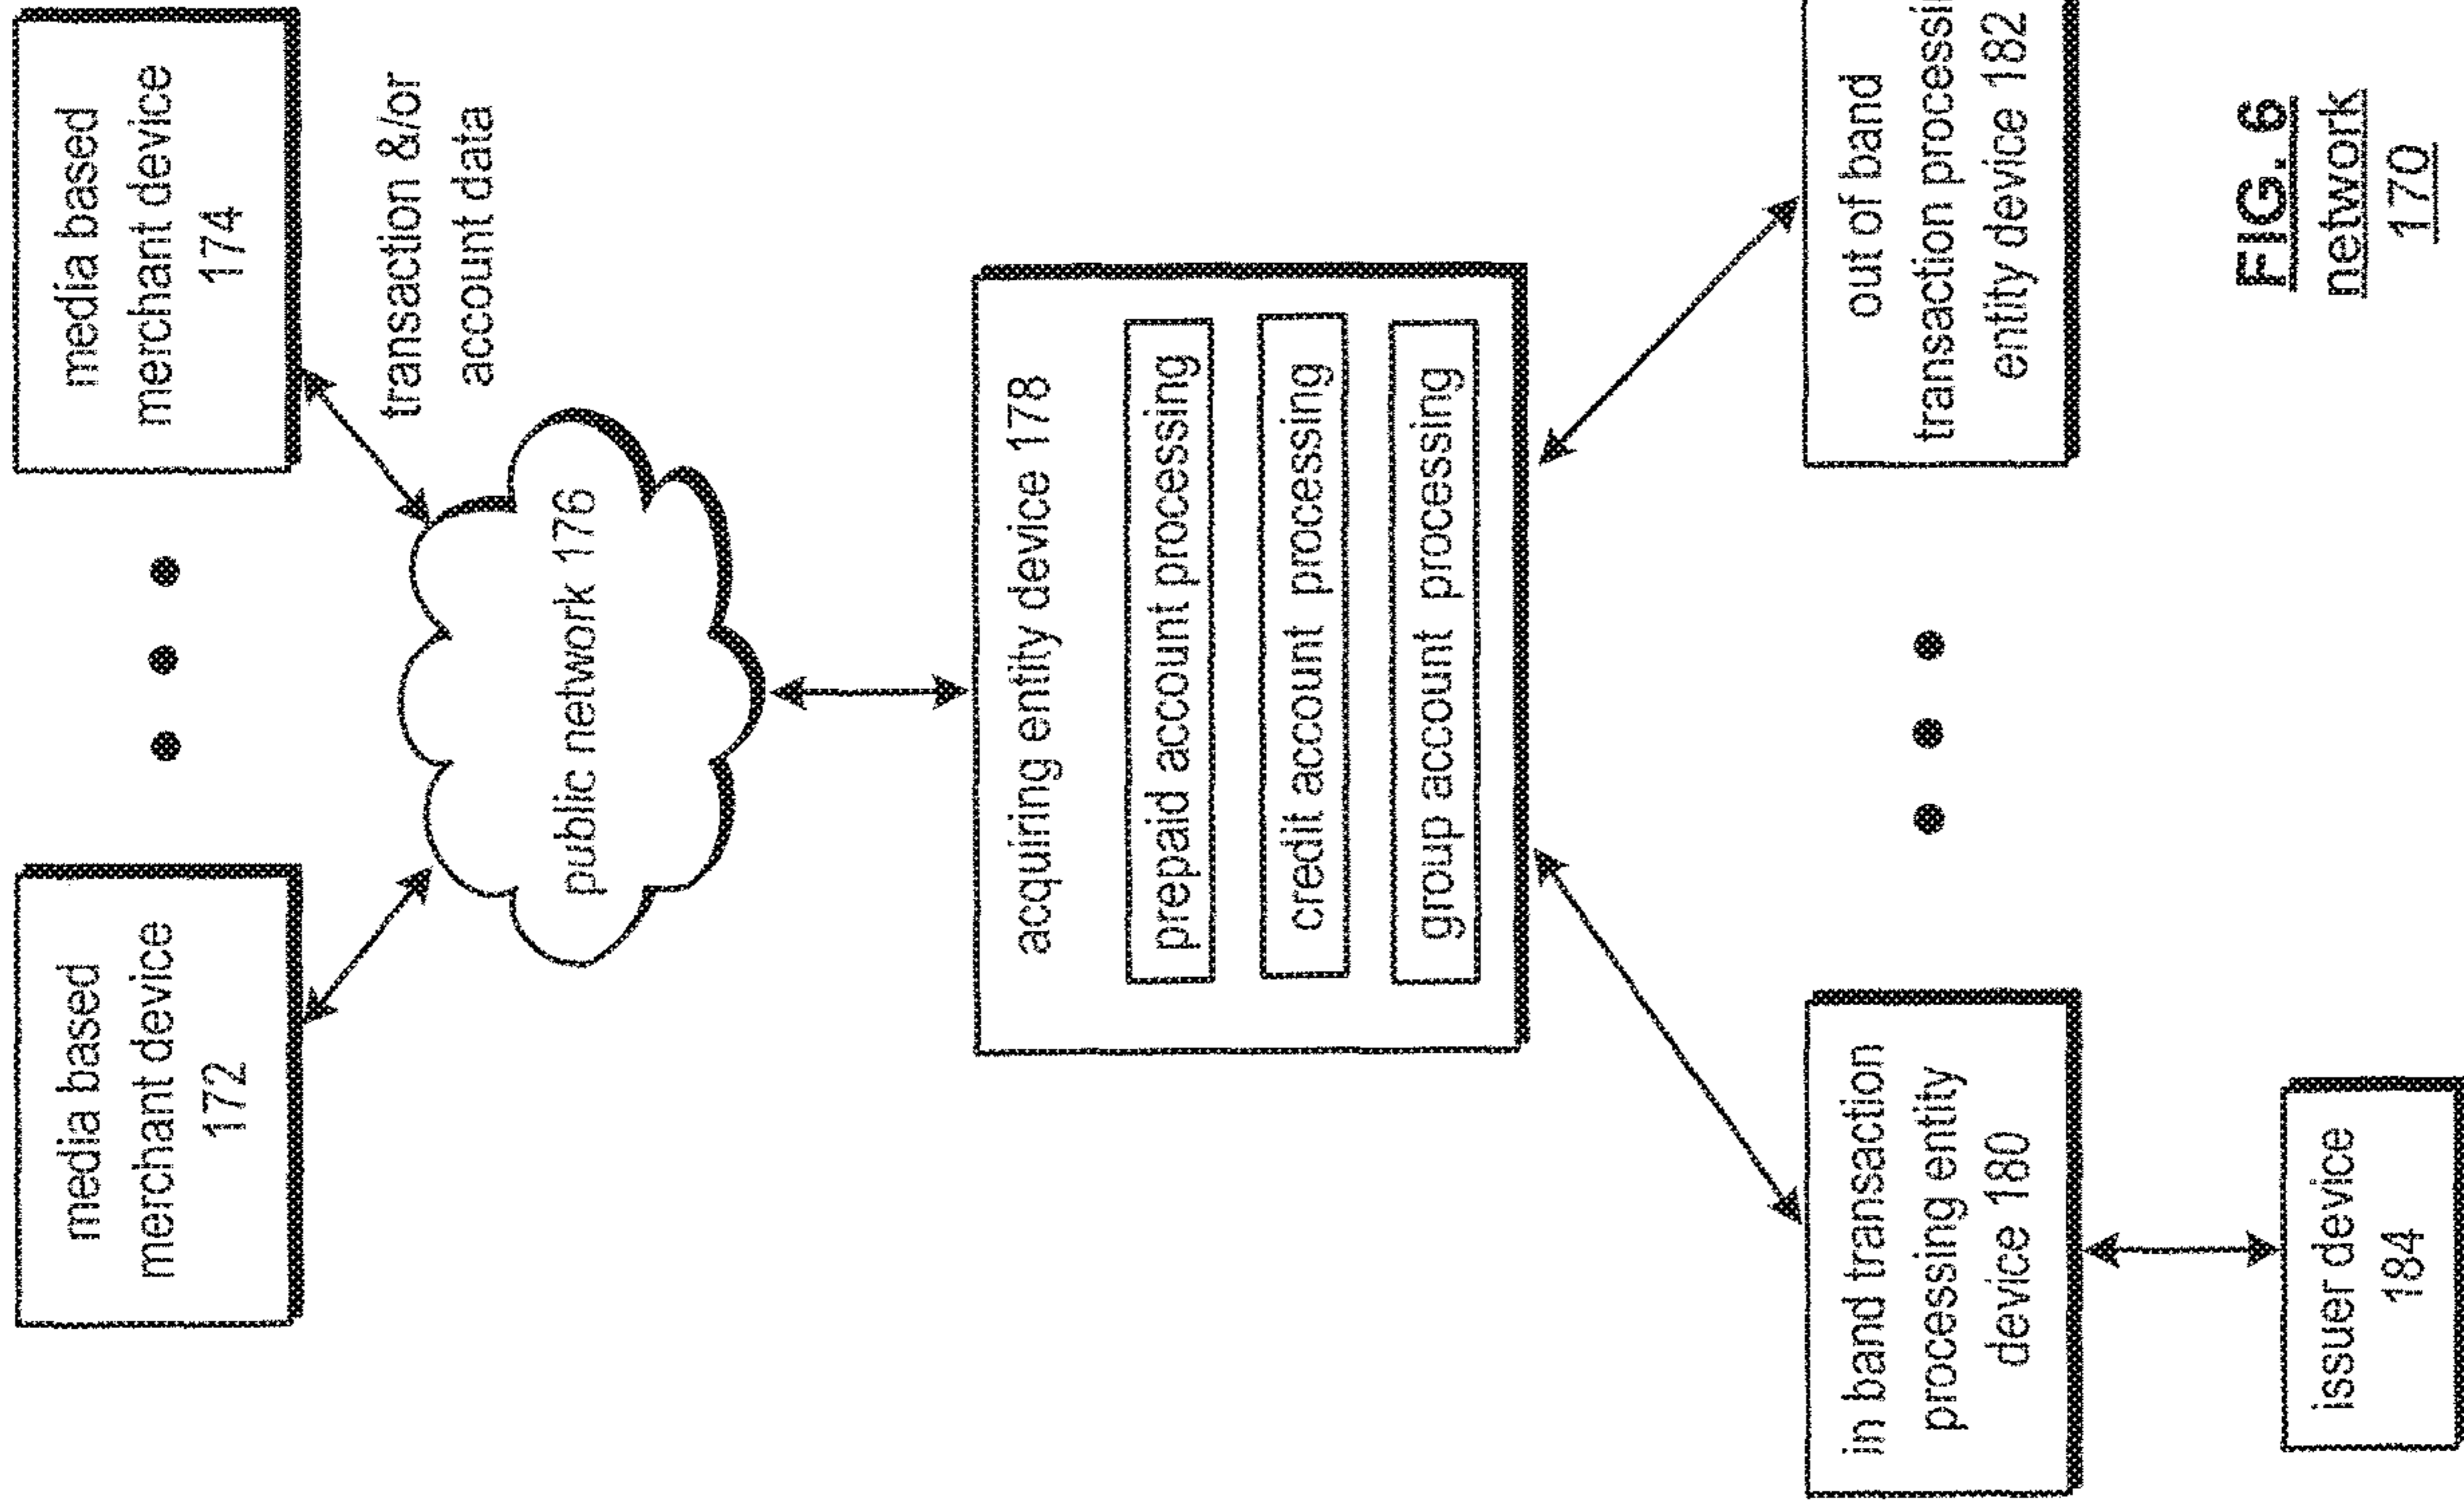 media based
merchant device
172
media based
merchant device
174
transaction &/or
account data
public network 176
acquiring entity device 178
prepaid account processing
credit account processing
group account processing
in band transaction
processing entity
device 180
out of band
transaction processin
entity device 182
issuer device
184
FIG. 6
network
170